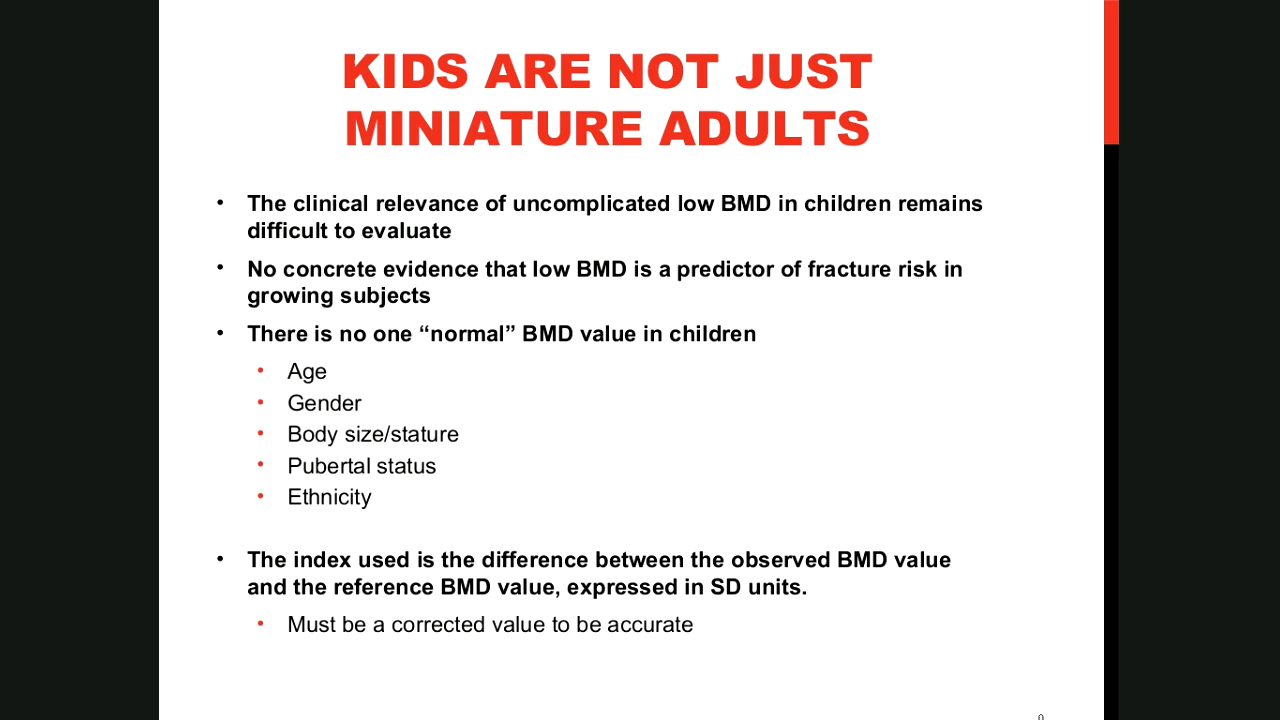 KIDS ARE NOT JUST
MINIATURE ADULTS
• The clinical relevance of uncomplicated low BMD in children remains
difficult to evaluate
• No concrete evidence that low BMD is a predictor of fracture risk in
growing subjects
• There is no one “normal” BMD value in children
• Age
• Gender
• Body size/stature
• Pubertal status
• Ethnicity
• The index used is the difference between the observed BMD value
and the reference BMD value, expressed in SD units.
• Must be a corrected value to be accurate